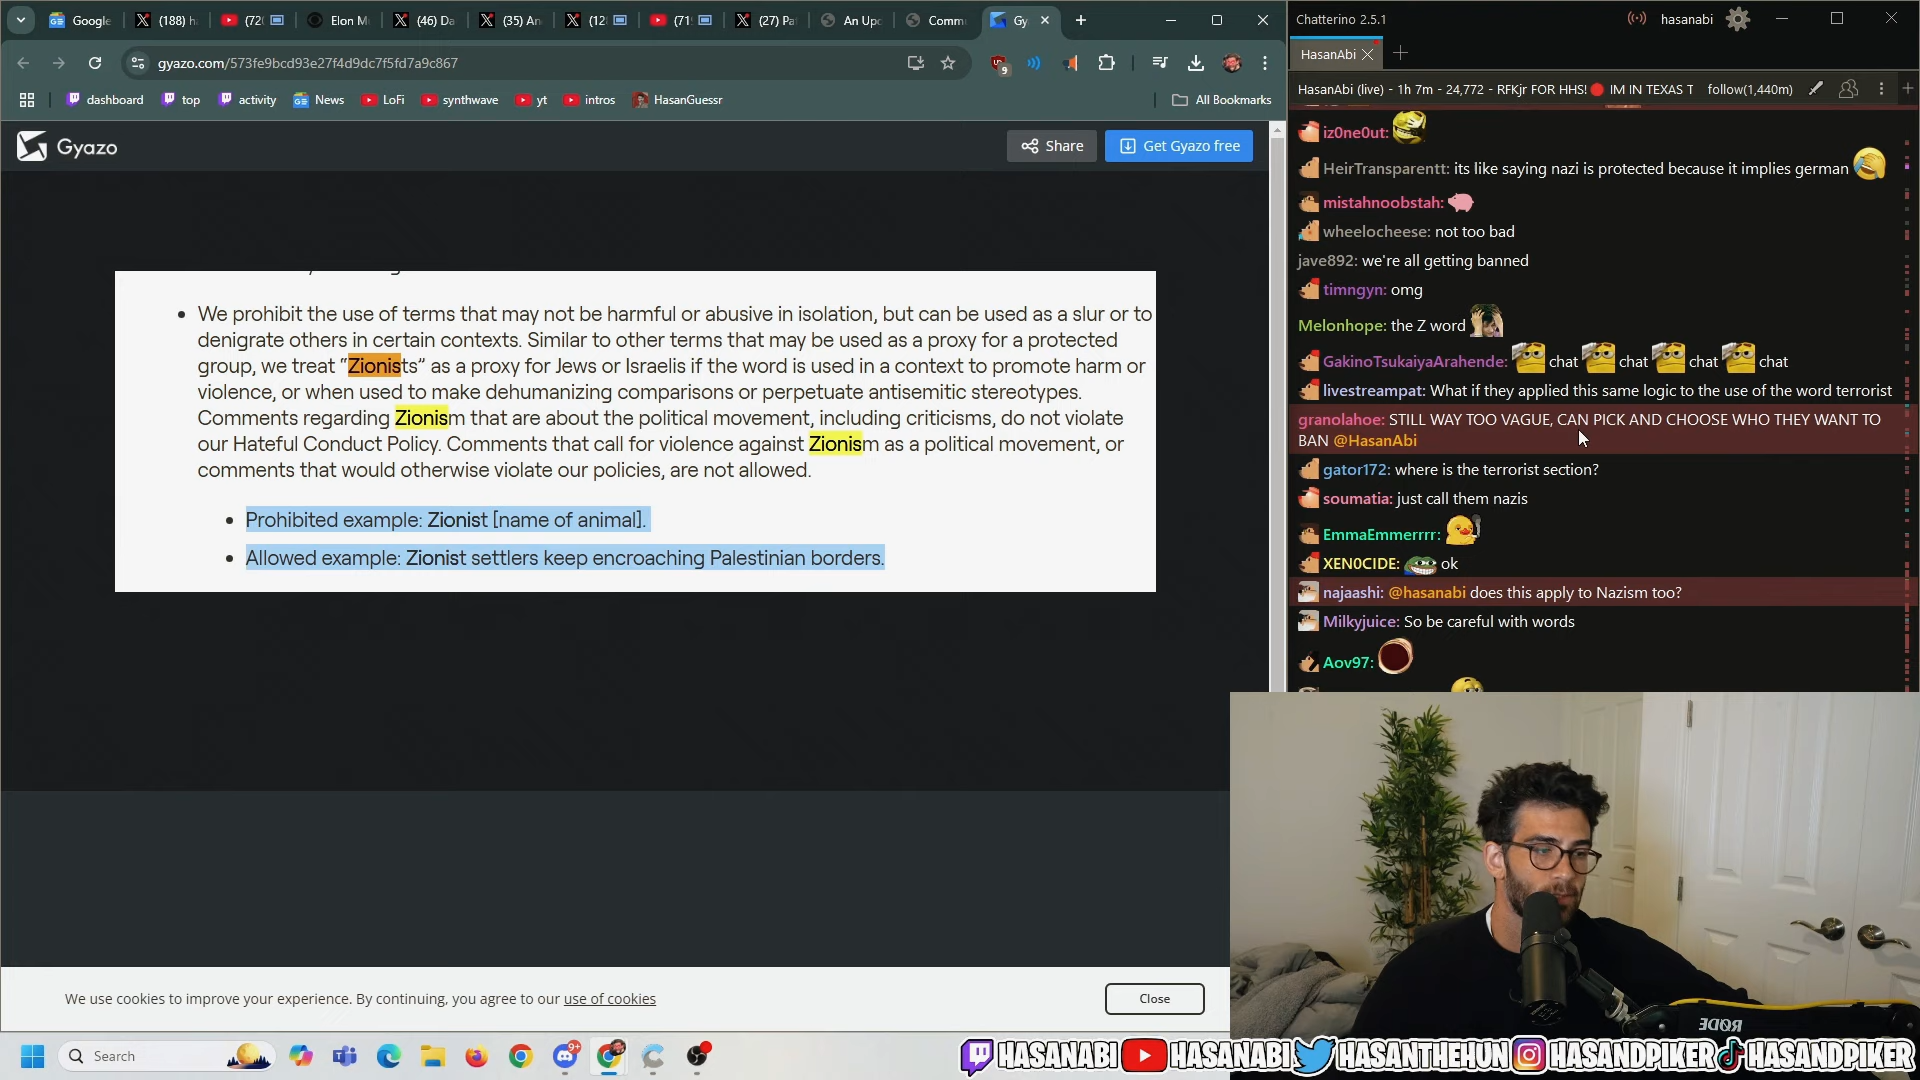 Google
(188) h
(720
Elon M
(46) Da
(35) An
(12
(719
(27) Pa
An Upd
Commu
Gy
gyazo.com/573fe9bcd93e27f4d9dc7f5fd7a9c867
9
dashboard
top
activity
News
LoFi
synthwave
yt
intros
HasanGuessr
All Bookmarks
Gyazo
Share
Get Gyazo free
We prohibit the use of terms that may not be harmful or abusive in isolation, but can be used as a slur or to
denigrate others in certain contexts. Similar to other terms that may be used as a proxy for a protected
group, we treat “Zionists” as a proxy for Jews or Israelis if the word is used in a context to promote harm or
violence, or when used to make dehumanizing comparisons or perpetuate antisemitic stereotypes.
Comments regarding Zionism that are about the political movement, including criticisms, do not violate
our Hateful Conduct Policy. Comments that call for violence against Zionism as a political movement, or
comments that would otherwise violate our policies, are not allowed.
Prohibited example: Zionist [name of animal].
Allowed example: Zionist settlers keep encroaching Palestinian borders.
We use cookies to improve your experience. By continuing, you agree to our use of cookies
Close
Search
9+
Chatterino 2.5.1
hasanabi
HasanAbi
HasanAbi (live) - 1h 7m - 24,772 - RFKjr FOR HHS! IM IN TEXAS T follow(1,440m)
iz0ne0ut:
HeirTransparentt: its like saying nazi is protected because it implies german
mistahnoobstah:
wheelocheese: not too bad
jave892: we're all getting banned
timngyn: omg
Melonhope: the Z word
GakinoTsukaiyaArahende: chat chat chat chat
livestreampat: What if they applied this same logic to the use of the word terrorist
granolahoe: STILL WAY TOO VAGUE, CAN PICK AND CHOOSE WHO THEY WANT TO
BAN @HasanAbi
gator172: where is the terrorist section?
soumatia: just call them nazis
EmmaEmmerrrr:
XEN0CIDE: ok
najaashi: @hasanabi does this apply to Nazism too?
Milkyjuice: So be careful with words
Aov97:
RØDE
HASANABI HASANABI HASANTHEHUN HASANDPIKER HASANDPIKER